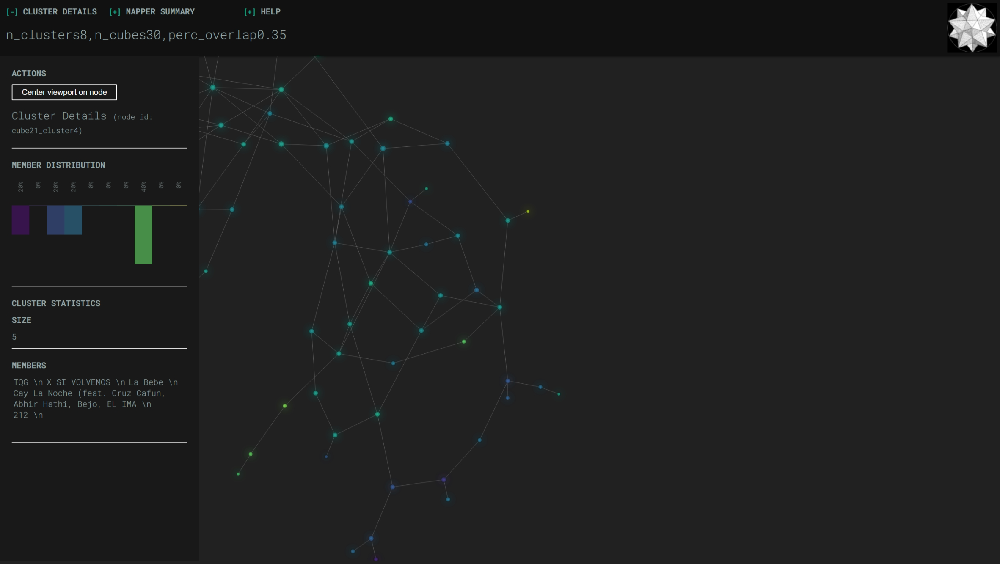 [-] CLUSTER DETAILS [+] MAPPER SUMMARY [+] HELP
n_clusters8,n_cubes30,perc_overlap0.35
ACTIONS
Center viewport on node
Cluster Details (node id:
cube21_cluster4)
MEMBER DISTRIBUTION
20% 0% 20% 20% 0% 0% 0% 40% 0% 0%
CLUSTER STATISTICS
SIZE
5
MEMBERS
TQG \n X SI VOLVEMOS \n La Bebe \n
Cay La Noche (feat. Cruz Cafun,
Abhir Hathi, Bejo, EL IMA \n
212 \n